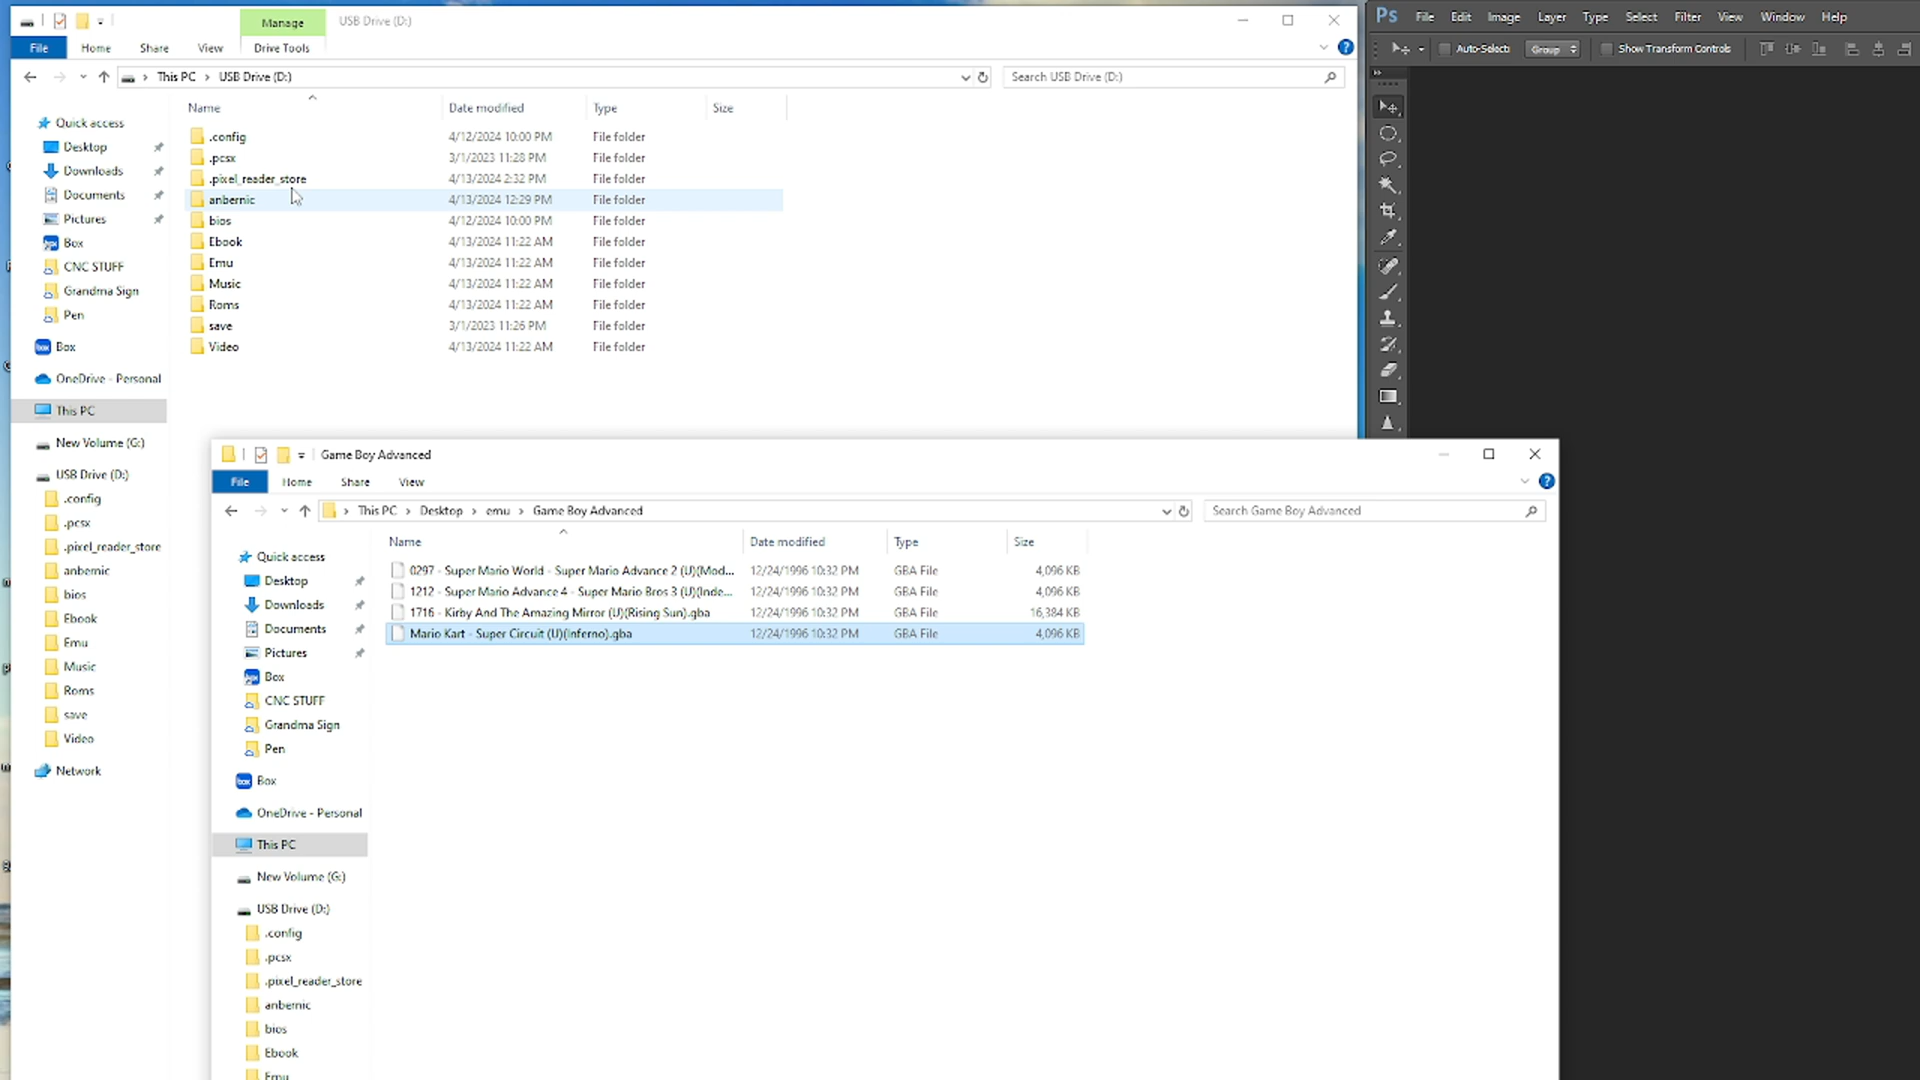 Manage
USB Drive (D:)
File
Home
Share
View
Drive Tools
This PC
USB Drive (D:)
Search USB Drive (D:)
Name
Date modified
Type
Size
.config 4/12/2024 10:00 PM File folder
.pcsx 3/1/2023 11:28 PM File folder
.pixel_reader_store 4/13/2024 2:32 PM File folder
anbernic 4/13/2024 12:29 PM File folder
bios 4/12/2024 10:00 PM File folder
Ebook 4/13/2024 11:22 AM File folder
Emu 4/13/2024 11:22 AM File folder
Music 4/13/2024 11:22 AM File folder
Roms 4/13/2024 11:22 AM File folder
save 3/1/2023 11:26 PM File folder
Video 4/13/2024 11:22 AM File folder
Quick access
Desktop
Downloads
Documents
Pictures
Box
CNC STUFF
Grandma Sign
Pen
Box
OneDrive - Personal
This PC
New Volume (G:)
USB Drive (D:)
.config
.pcsx
.pixel_reader_store
anbernic
bios
Ebook
Emu
Music
Roms
save
Video
Network
Ps File Edit Image Layer Type Select Filter View Window Help
Auto-Select: Group Show Transform Controls
Game Boy Advanced
File
Home
Share
View
This PC
Desktop
emu
Game Boy Advanced
Search Game Boy Advanced
Name
Date modified
Type
Size
0297 - Super Mario World - Super Mario Advance 2 (U)(Mod... 12/24/1996 10:32 PM GBA File 4,096 KB
1212 - Super Mario Advance 4 - Super Mario Bros 3 (U)(Inde... 12/24/1996 10:32 PM GBA File 4,096 KB
1716 - Kirby And The Amazing Mirror (U)(Rising Sun).gba 12/24/1996 10:32 PM GBA File 16,384 KB
Mario Kart - Super Circuit (U)(Inferno).gba 12/24/1996 10:32 PM GBA File 4,096 KB
Quick access
Desktop
Downloads
Documents
Pictures
Box
CNC STUFF
Grandma Sign
Pen
Box
OneDrive - Personal
This PC
New Volume (G:)
USB Drive (D:)
.config
.pcsx
.pixel_reader_store
anbernic
bios
Ebook
Emu